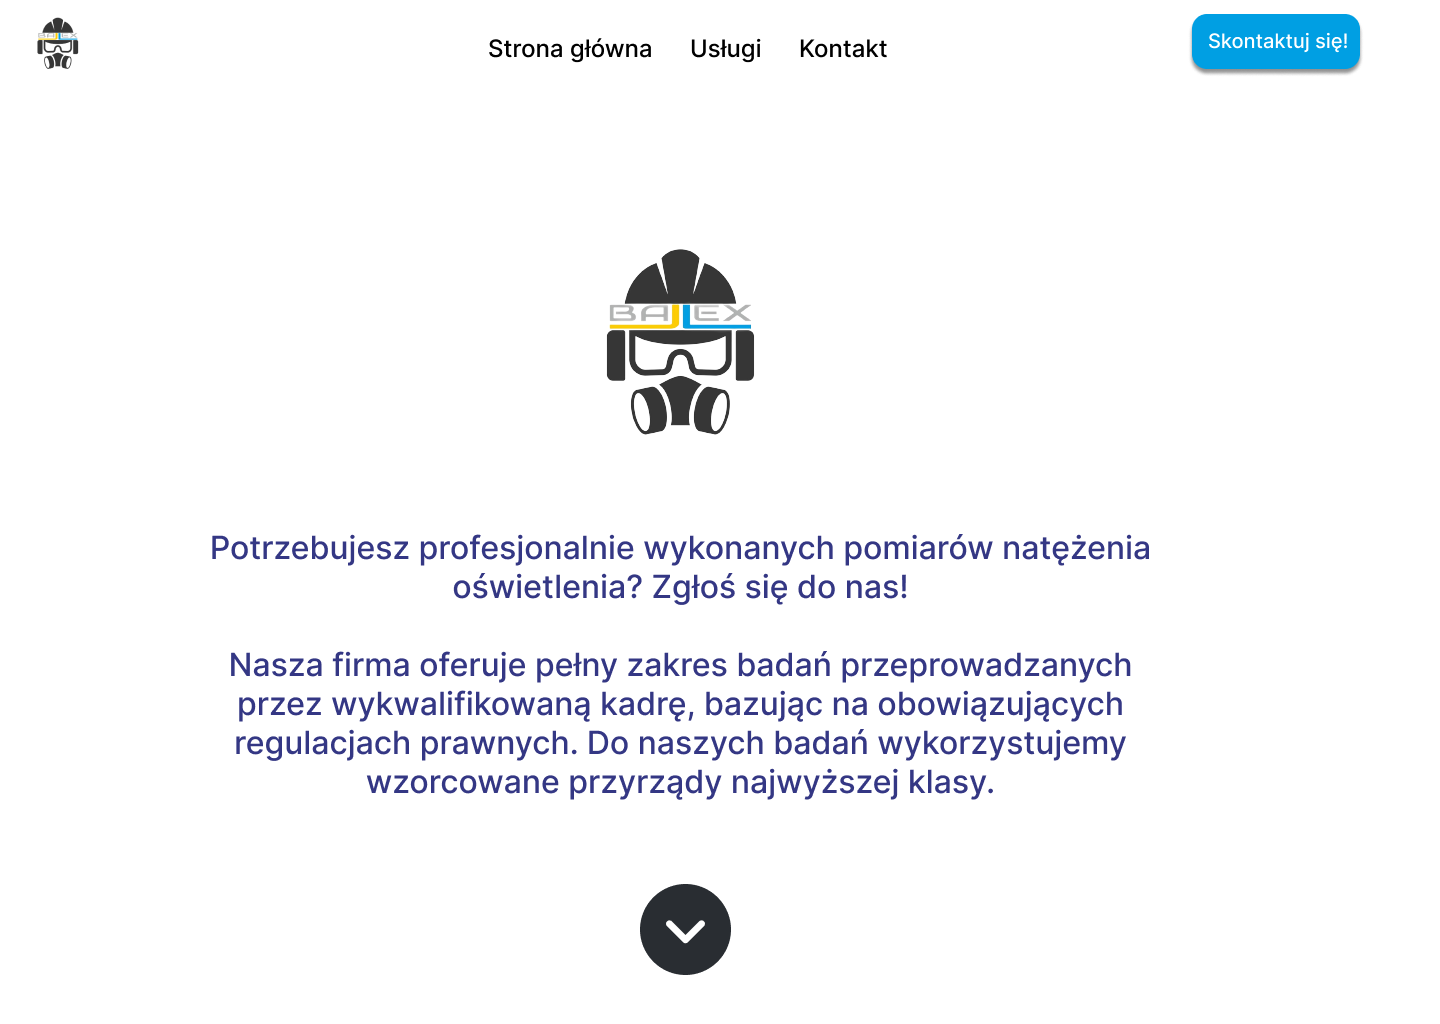 BAJLEX
Strona główna
Usługi
Kontakt
Skontaktuj się!
BAJLEX
Potrzebujesz profesjonalnie wykonanych pomiarów natężenia
oświetlenia? Zgłoś się do nas!
Nasza firma oferuje pełny zakres badań przeprowadzanych
przez wykwalifikowaną kadrę, bazując na obowiązujących
regulacjach prawnych. Do naszych badań wykorzystujemy
wzorcowane przyrządy najwyższej klasy.